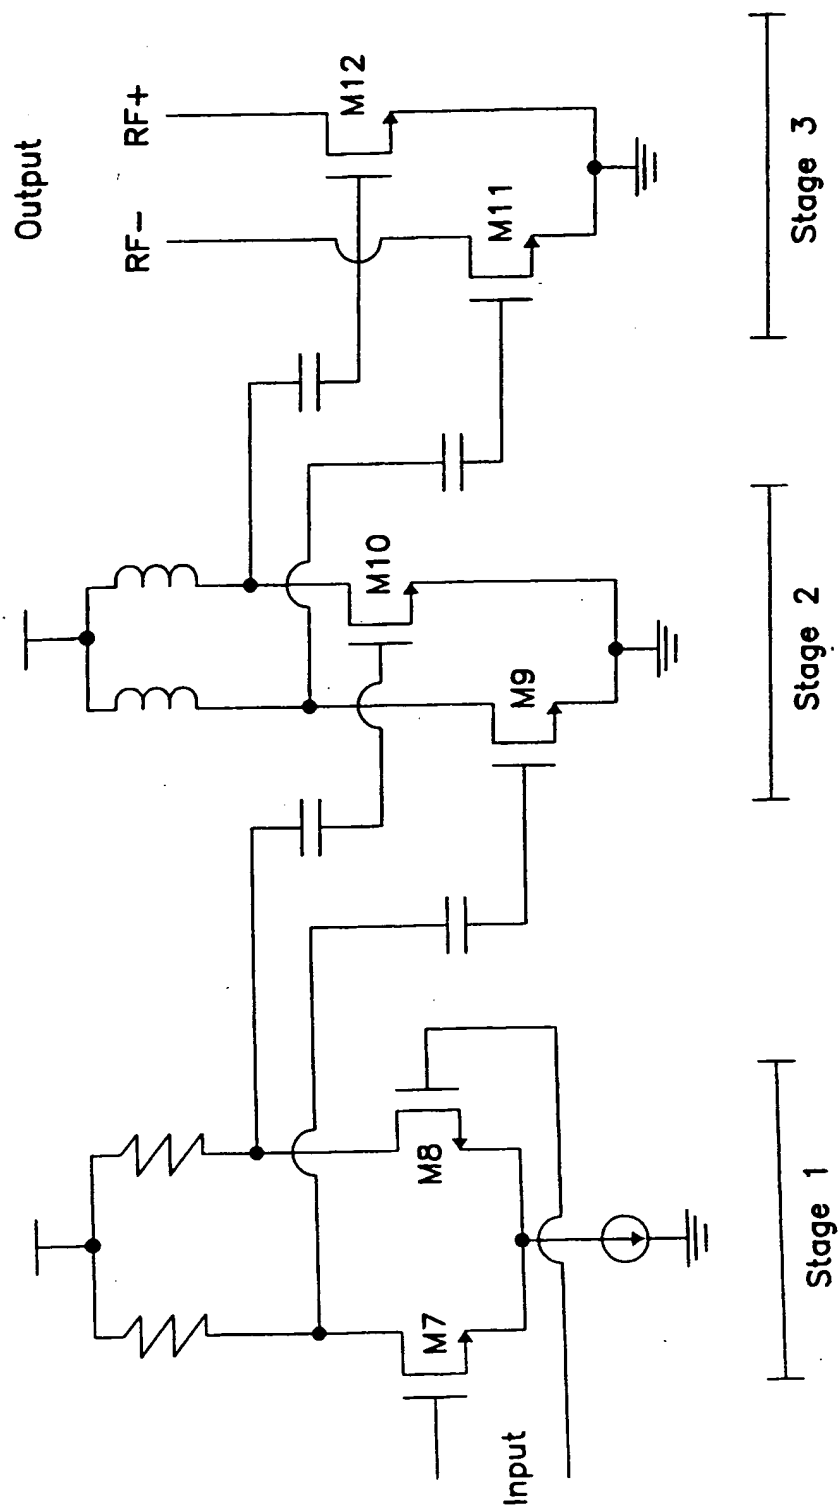 Output
RF+
RF−
M12
M11
M10
M9
M8
M7
Input
Stage 1
Stage 2
Stage 3